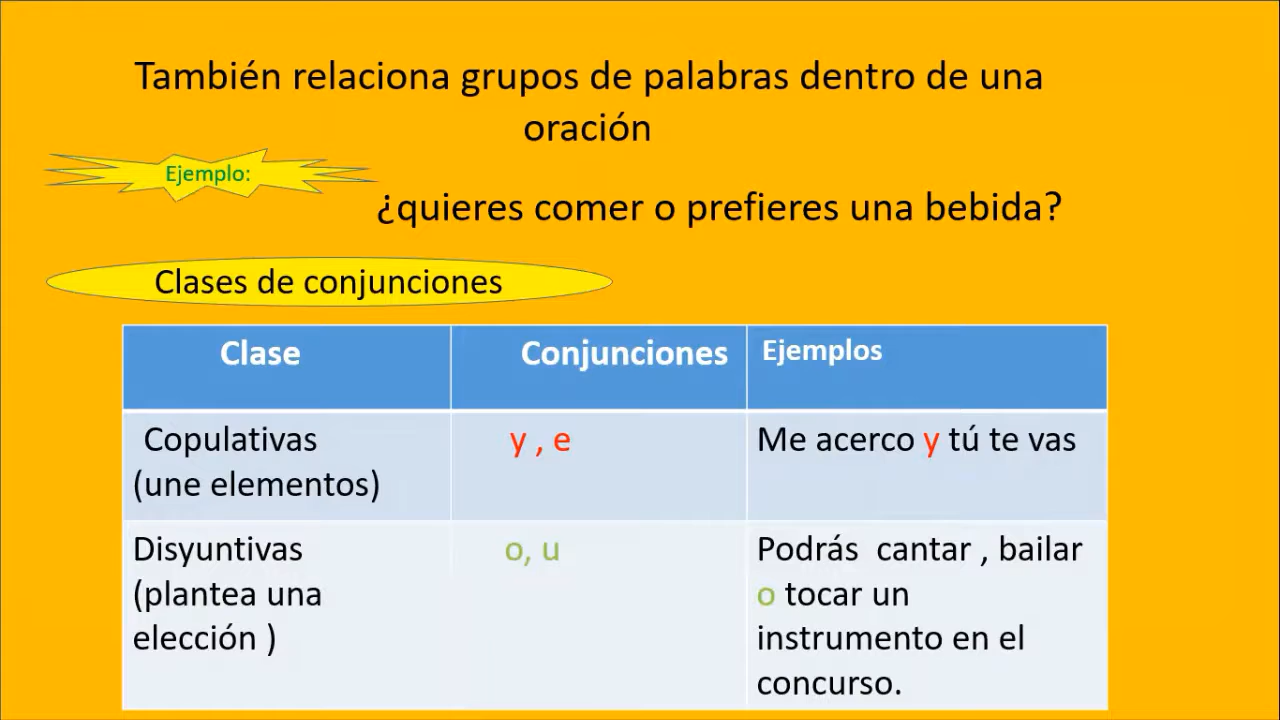 También relaciona grupos de palabras dentro de una
oración
Ejemplo:
¿quieres comer o prefieres una bebida?
Clases de conjunciones
Clase
Conjunciones
Ejemplos
Copulativas
(une elementos)
y , e
Me acerco y tú te vas
Disyuntivas
(plantea una
elección )
o, u
Podrás  cantar , bailar
o tocar un
instrumento en el
concurso.